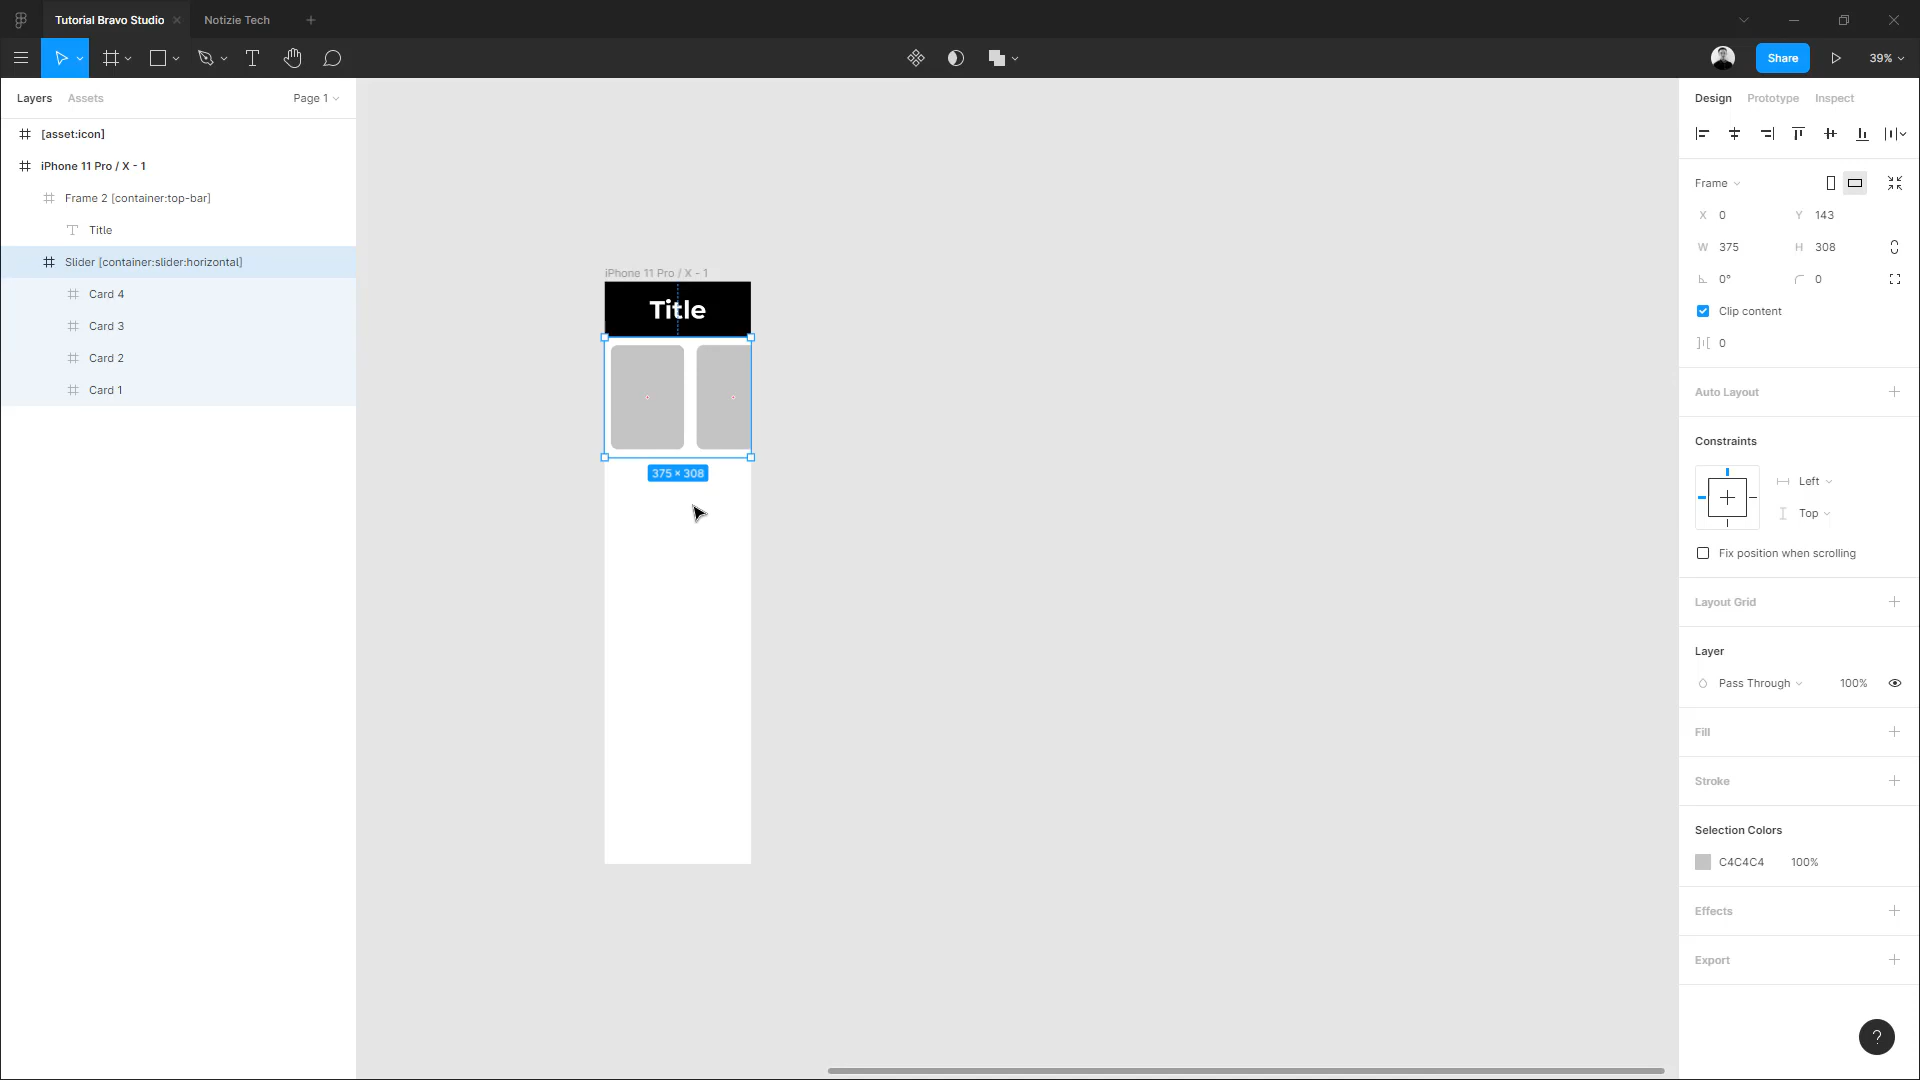 Tutorial Bravo Studio
Notizie Tech
Share
39%
Layers
Assets
Page 1
Design
Prototype
Inspect
[asset:icon]
iPhone 11 Pro / X - 1
Frame 2 [container:top-bar]
Title
Slider [container:slider:horizontal]
Card 4
Card 3
Card 2
Card 1
iPhone 11 Pro / X - 1
Title
375 × 308
Frame
X 0 Y 143
W 375 H 308
0° 0
Clip content
0
Auto Layout
Constraints
Left
Top
Fix position when scrolling
Layout Grid
Layer
Pass Through 100%
Fill
Stroke
Selection Colors
C4C4C4 100%
Effects
Export
?